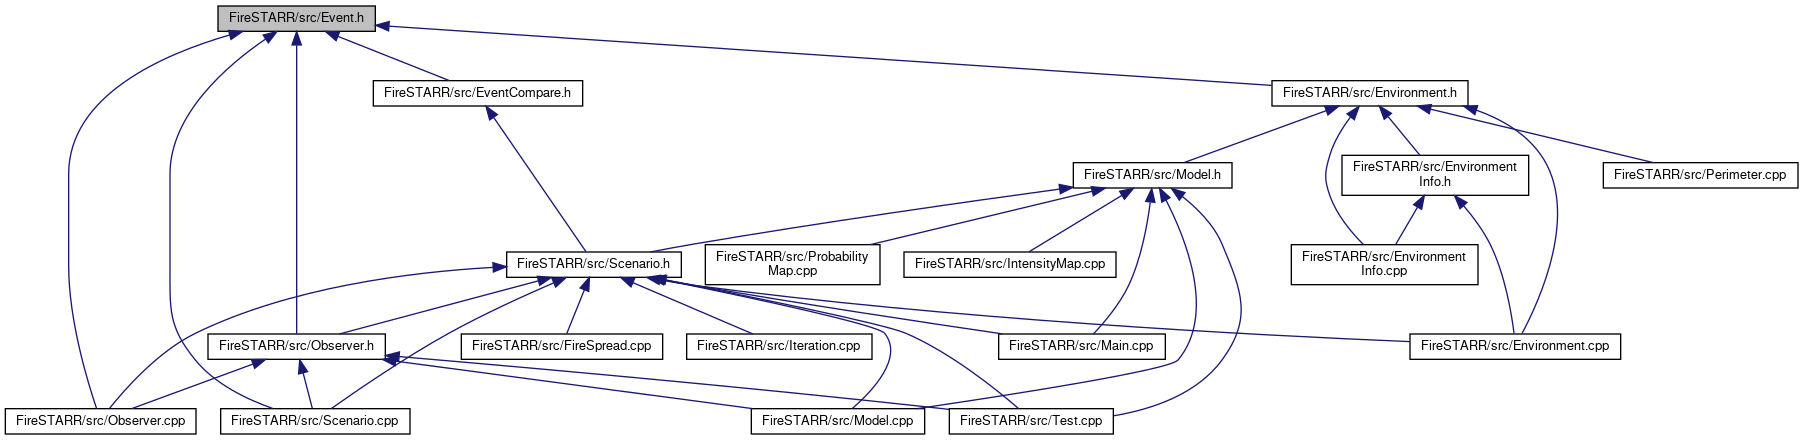 FireSTARR/src/Event.h
FireSTARR/src/EventCompare.h
FireSTARR/src/Environment.h
FireSTARR/src/Model.h
FireSTARR/src/Environment
Info.h
FireSTARR/src/Perimeter.cpp
FireSTARR/src/Scenario.h
FireSTARR/src/Probability
Map.cpp
FireSTARR/src/IntensityMap.cpp
FireSTARR/src/Environment
Info.cpp
FireSTARR/src/Observer.h
FireSTARR/src/FireSpread.cpp
FireSTARR/src/Iteration.cpp
FireSTARR/src/Main.cpp
FireSTARR/src/Environment.cpp
FireSTARR/src/Observer.cpp
FireSTARR/src/Scenario.cpp
FireSTARR/src/Model.cpp
FireSTARR/src/Test.cpp